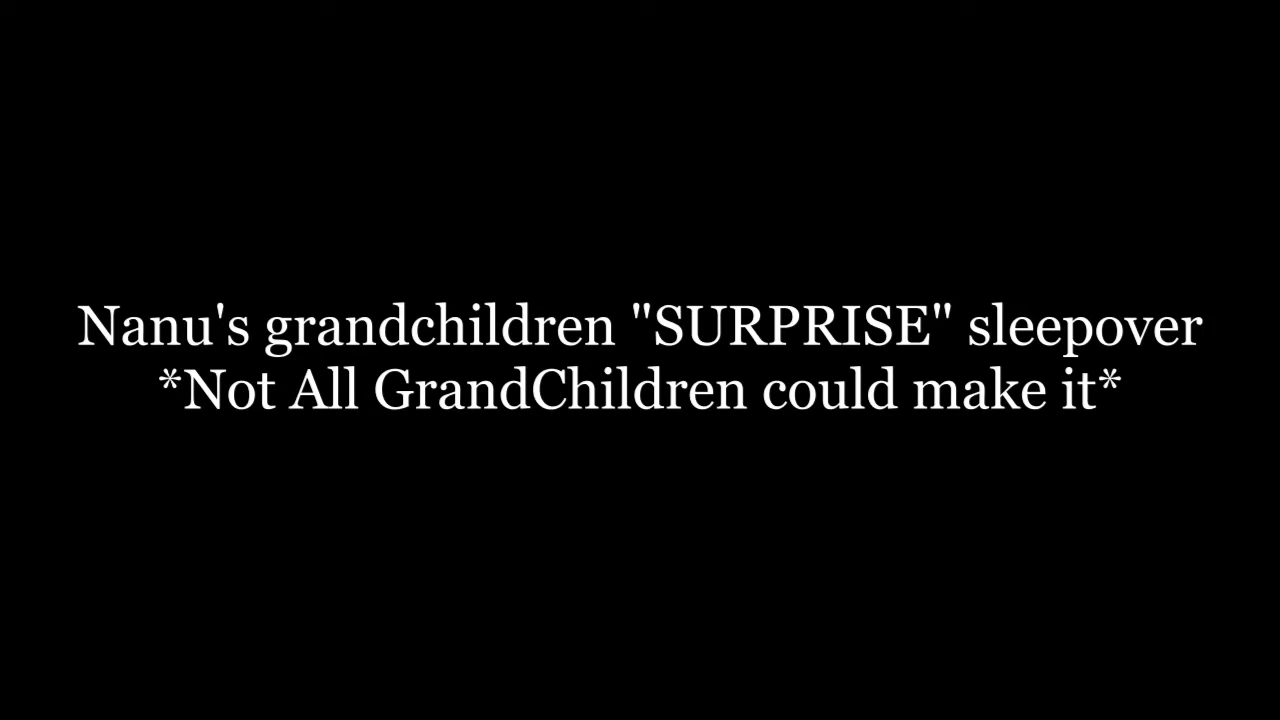 Nanu's grandchildren "SURPRISE" sleepover
*Not All GrandChildren could make it*